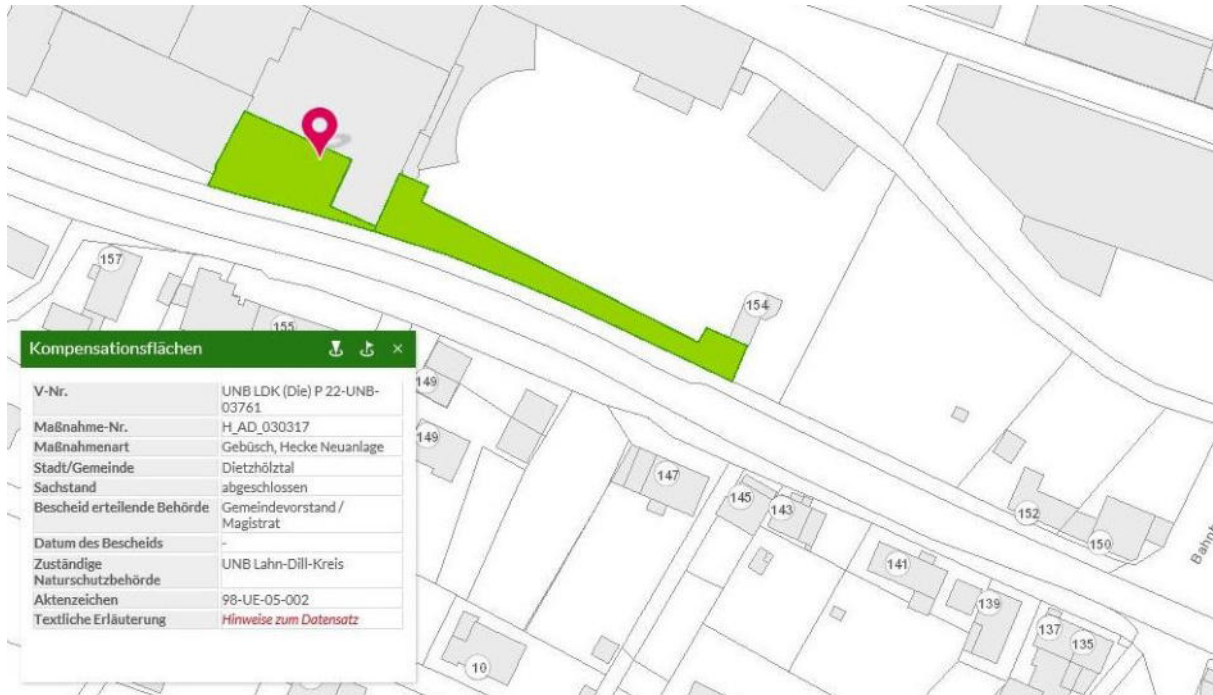 154
157
155
149
149
147
145
143
152
150
Bahnh
141
139
137
135
10
Kompensationsflächen
V-Nr. UNB LDK (Die) P 22-UNB-
03761
Maßnahme-Nr. H_AD_030317
Maßnahmenart Gebüsch, Hecke Neuanlage
Stadt/Gemeinde Dietzhölztal
Sachstand abgeschlossen
Bescheid erteilende Behörde Gemeindevorstand /
Magistrat
Datum des Bescheids -
Zuständige UNB Lahn-Dill-Kreis
Naturschutzbehörde
Aktenzeichen 98-UE-05-002
Textliche Erläuterung Hinweise zum Datensatz